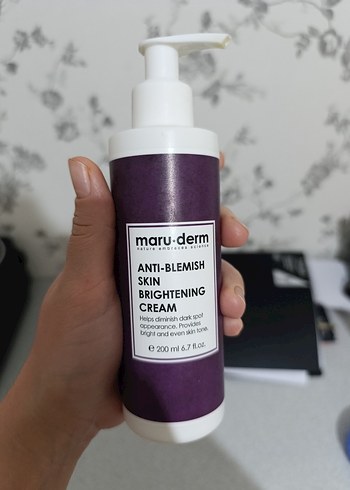 maru·derm
nature embraces science
ANTI-BLEMISH
SKIN
BRIGHTENING
CREAM
Helps diminish dark spot
appearance. Provides
bright and even skin tone.
℮ 200 ml 6.7 fl.oz.